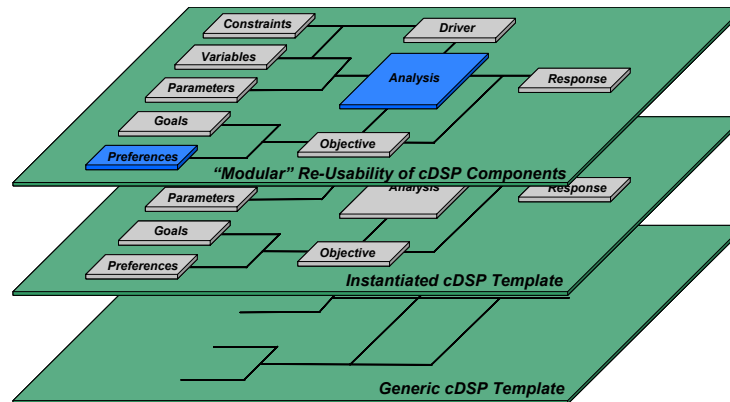 Constraints
Driver
Variables
Analysis
Parameters
Response
Goals
Objective
Preferences
“Modular” Re-Usability of cDSP Components
Analysis
Response
Parameters
Goals
Objective
Preferences
Instantiated cDSP Template
Generic cDSP Template